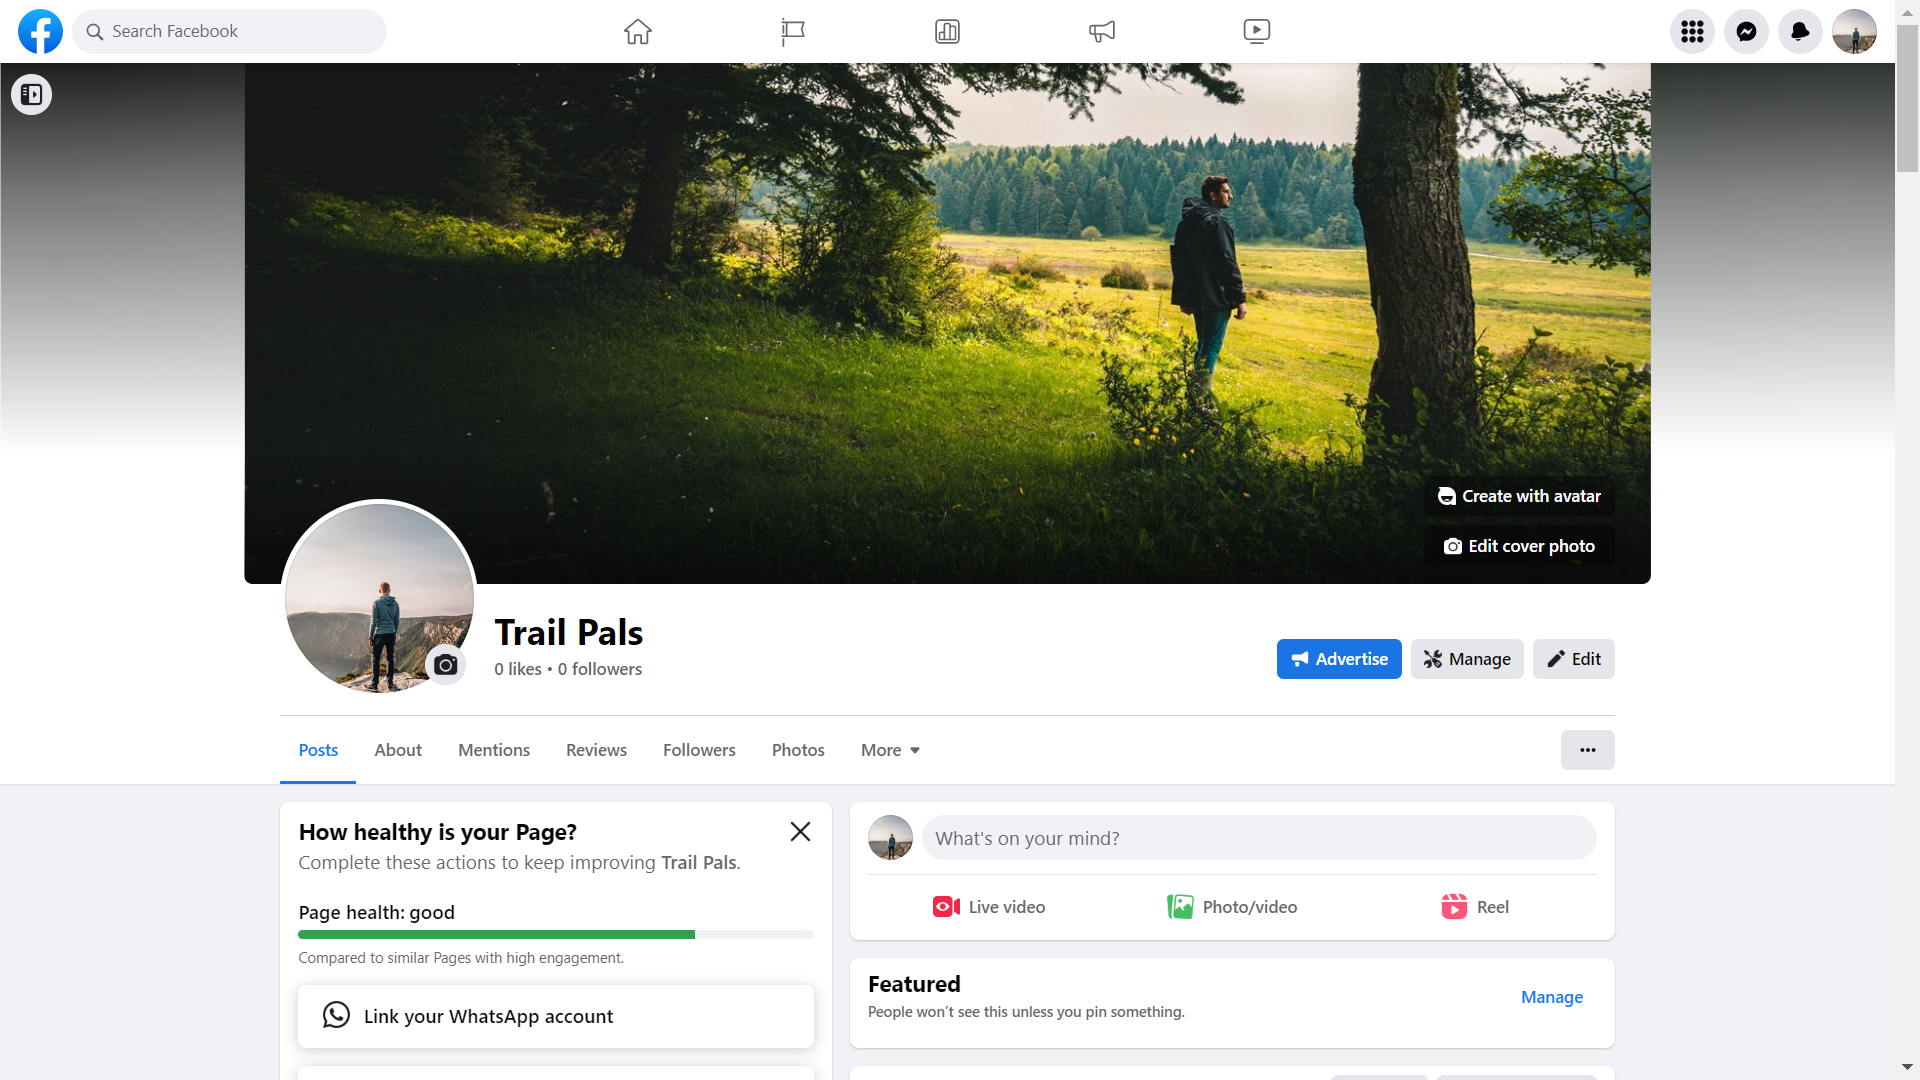 Search Facebook
Create with avatar
Edit cover photo
Trail Pals
0 likes • 0 followers
Advertise
Manage
Edit
Posts
About
Mentions
Reviews
Followers
Photos
More
How healthy is your Page?
Complete these actions to keep improving Trail Pals.
Page health: good
Compared to similar Pages with high engagement.
Link your WhatsApp account
What's on your mind?
Live video
Photo/video
Reel
Featured
People won't see this unless you pin something.
Manage